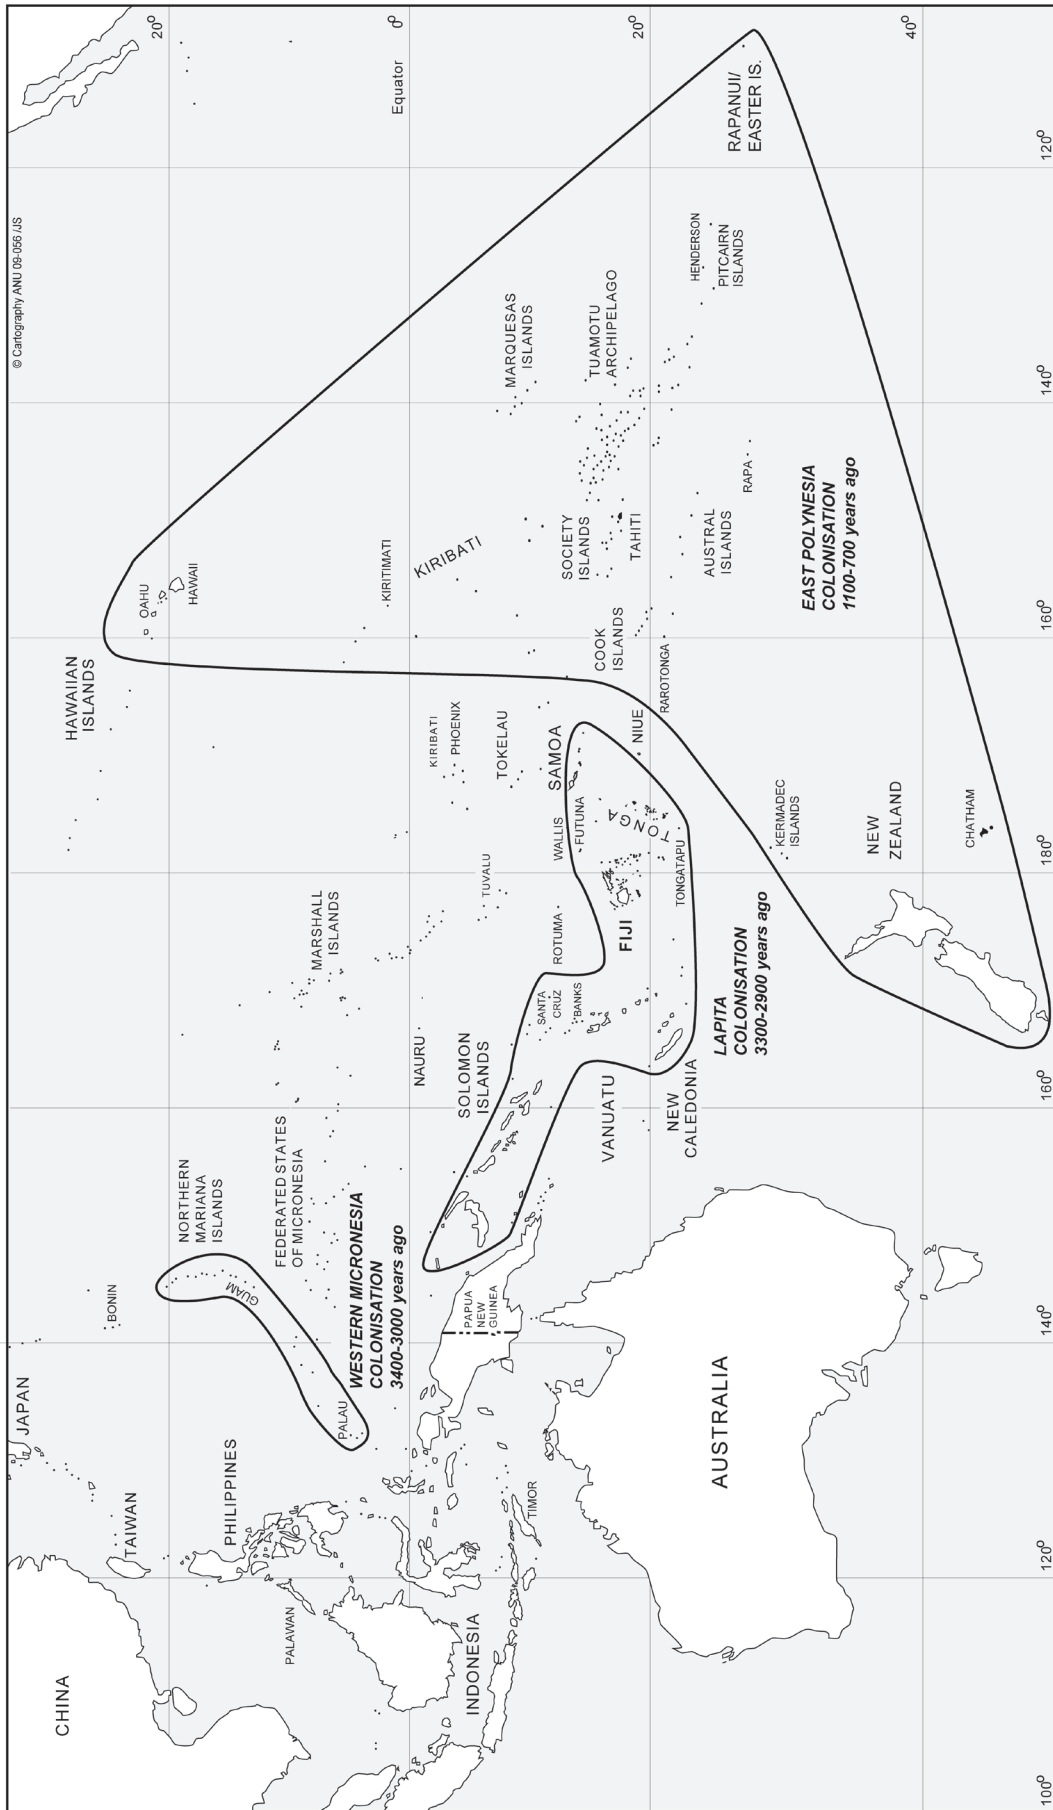 © Cartography ANU 09-056 /JS
20°
0°
20°
40°
Equator
CHINA
JAPAN
TAIWAN
BONIN
PHILIPPINES
PALAWAN
NORTHERN
MARIANA
ISLANDS
GUAM
PALAU
FEDERATED STATES
OF MICRONESIA
WESTERN MICRONESIA
COLONISATION
3400-3000 years ago
MARSHALL
ISLANDS
HAWAIIAN
ISLANDS
OAHU
HAWAII
KIRITIMATI
KIRIBATI
KIRIBATI
PHOENIX
TOKELAU
TUVALU
NAURU
INDONESIA
TIMOR
PAPUA
NEW
GUINEA
SOLOMON
ISLANDS
SANTA
CRUZ
BANKS
ROTUMA
WALLIS
FUTUNA
SAMOA
FIJI
TONGA
TONGATAPU
NIUE
VANUATU
NEW
CALEDONIA
LAPITA
COLONISATION
3300-2900 years ago
COOK
ISLANDS
RAROTONGA
SOCIETY
ISLANDS
TAHITI
AUSTRAL
ISLANDS
RAPA
MARQUESAS
ISLANDS
TUAMOTU
ARCHIPELAGO
HENDERSON
PITCAIRN
ISLANDS
RAPANUI/
EASTER IS.
EAST POLYNESIA
COLONISATION
1100-700 years ago
KERMADEC
ISLANDS
NEW
ZEALAND
CHATHAM
AUSTRALIA
100°
120°
140°
160°
180°
160°
140°
120°